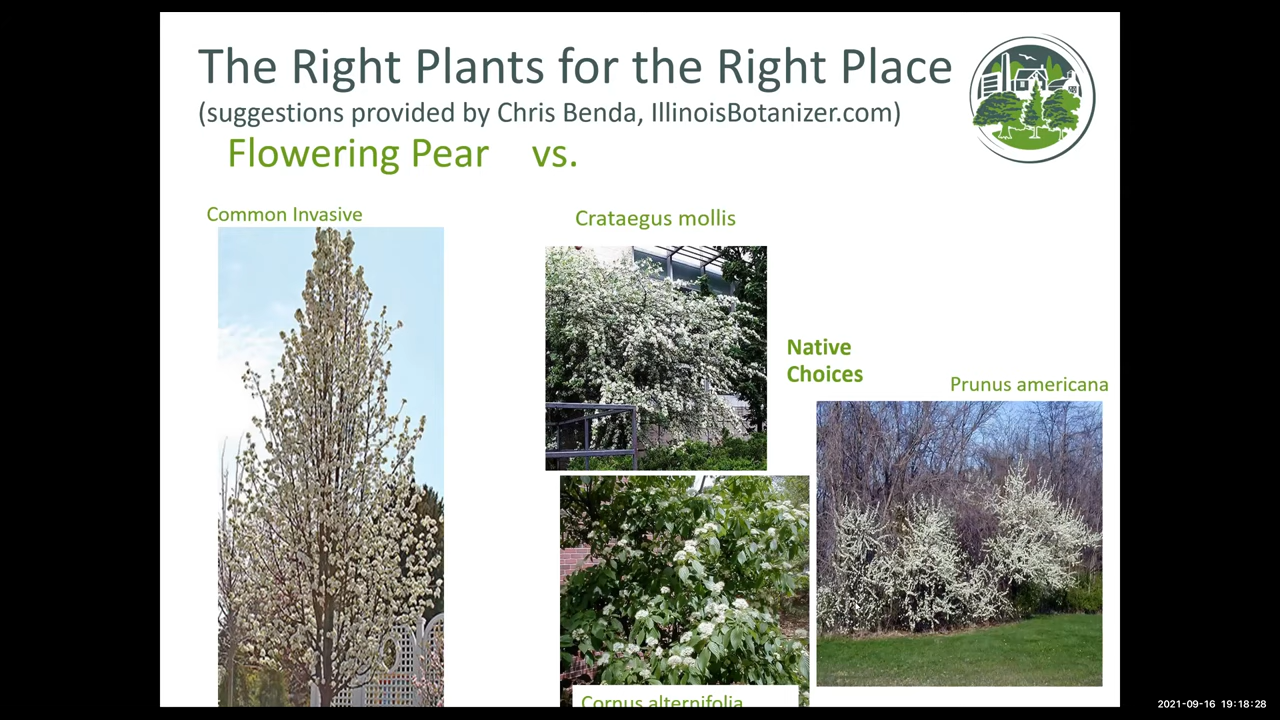 The Right Plants for the Right Place
(suggestions provided by Chris Benda, IllinoisBotanizer.com)
Flowering Pear vs.
Common Invasive
Crataegus mollis
Native
Choices
Prunus americana
Cornus alternifolia
2021-09-16 19:18:28